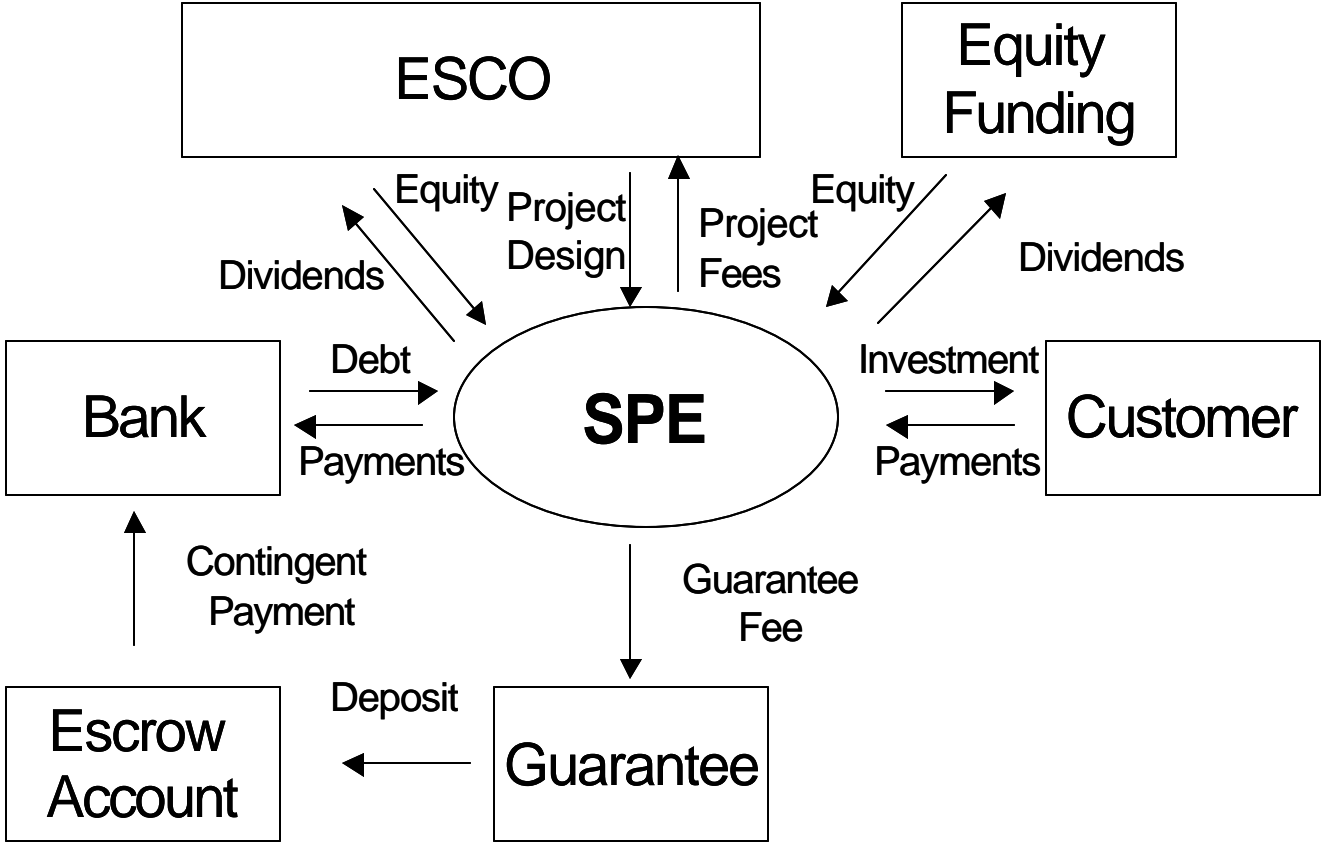 ESCO
Equity
Funding
Equity
Project
Design
Project
Fees
Equity
Dividends
Dividends
Bank
Debt
Payments
SPE
Investment
Payments
Customer
Contingent
Payment
Guarantee
Fee
Escrow
Account
Deposit
Guarantee